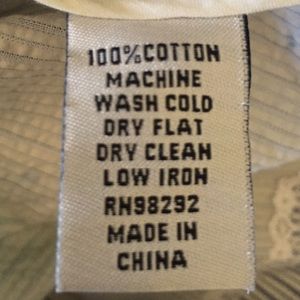 100%COTTON
MACHINE
WASH COLD
DRY FLAT
DRY CLEAN
LOW IRON
RN98292
MADE IN
CHINA